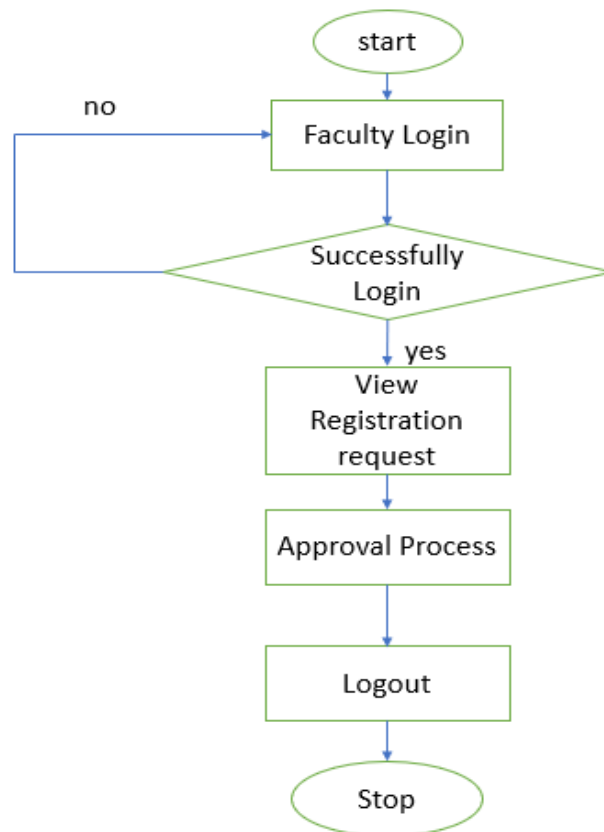 start
no
Faculty Login
Successfully
Login
yes
View
Registration
request
Approval Process
Logout
Stop